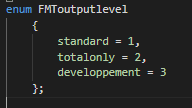 enum FMToutputlevel
{
standard = 1,
totalonly = 2,
developpement = 3
};